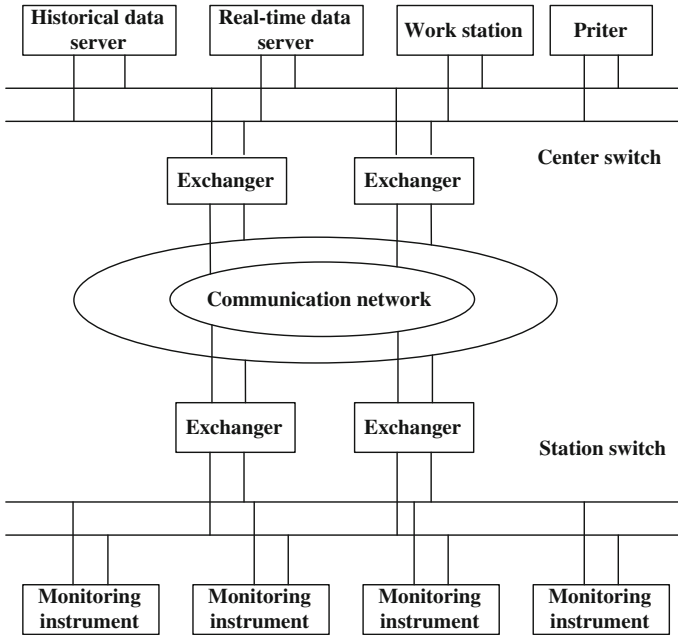 Historical data
server
Real-time data
server
Work station
Priter
Center switch
Exchanger
Exchanger
Communication network
Exchanger
Exchanger
Station switch
Monitoring
instrument
Monitoring
instrument
Monitoring
instrument
Monitoring
instrument